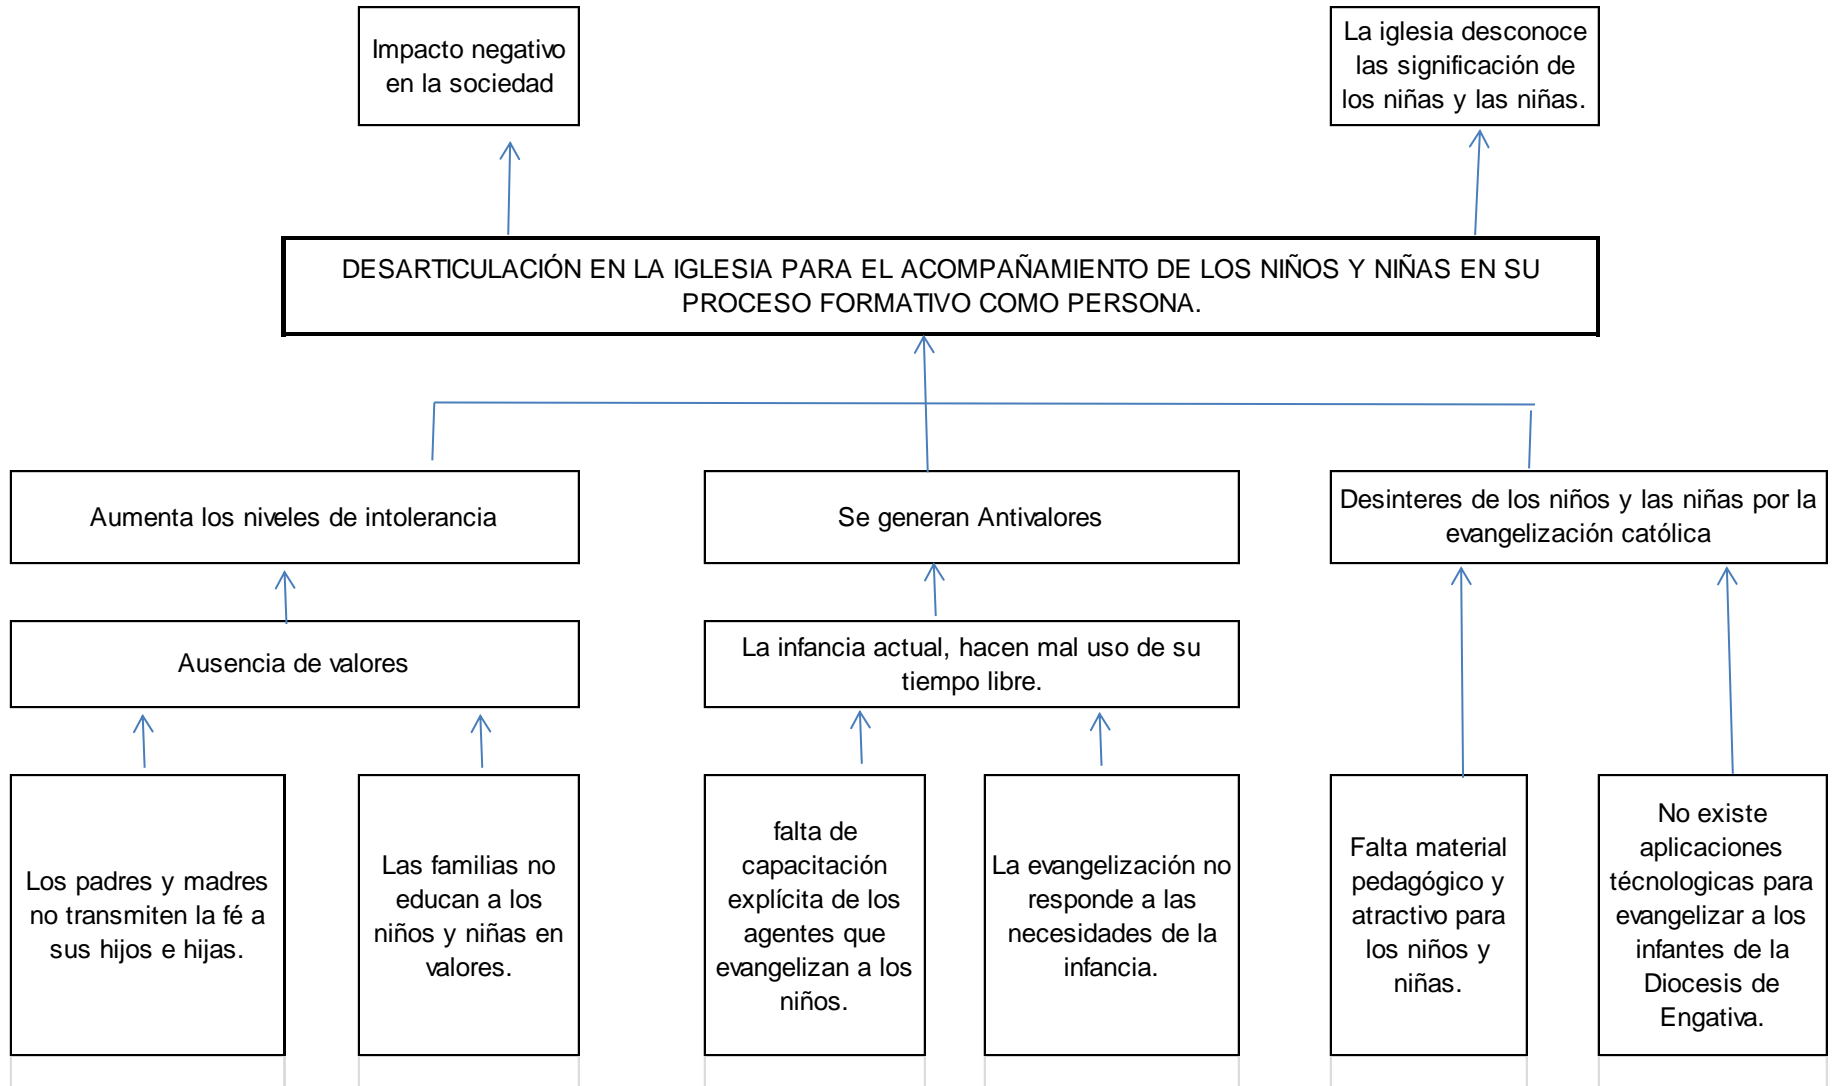 Impacto negativo
en la sociedad
La iglesia desconoce
las significación de
los niñas y las niñas.
DESARTICULACIÓN EN LA IGLESIA PARA EL ACOMPAÑAMIENTO DE LOS NIÑOS Y NIÑAS EN SU
PROCESO FORMATIVO COMO PERSONA.
Aumenta los niveles de intolerancia
Se generan Antivalores
Desinteres de los niños y las niñas por la
evangelización católica
Ausencia de valores
La infancia actual, hacen mal uso de su
tiempo libre.
Los padres y madres
no transmiten la fé a
sus hijos e hijas.
Las familias no
educan a los
niños y niñas en
valores.
falta de
capacitación
explícita de los
agentes que
evangelizan a los
niños.
La evangelización no
responde a las
necesidades de la
infancia.
Falta material
pedagógico y
atractivo para
los niños y
niñas.
No existe
aplicaciones
técnologicas para
evangelizar a los
infantes de la
Diocesis de
Engativa.